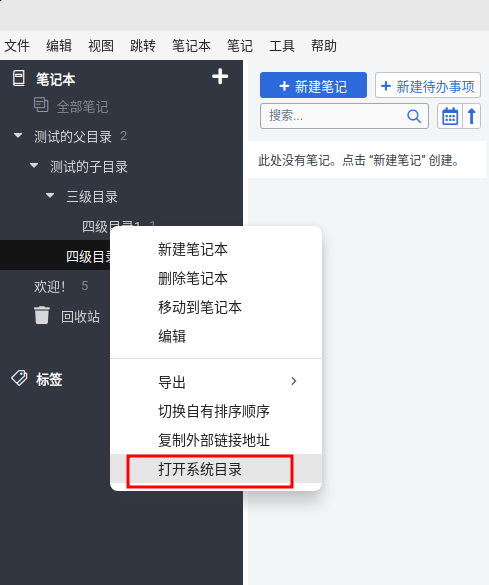 文件 编辑 视图 跳转 笔记本 笔记 工具 帮助
笔记本
全部笔记
测试的父目录 2
测试的子目录
三级目录
四级目录1 1
四级目录
欢迎！ 5
回收站
标签
新建笔记 新建待办事项
搜索...
此处没有笔记。点击 “新建笔记” 创建。
新建笔记本
删除笔记本
移动到笔记本
编辑
导出
切换自有排序顺序
复制外部链接地址
打开系统目录